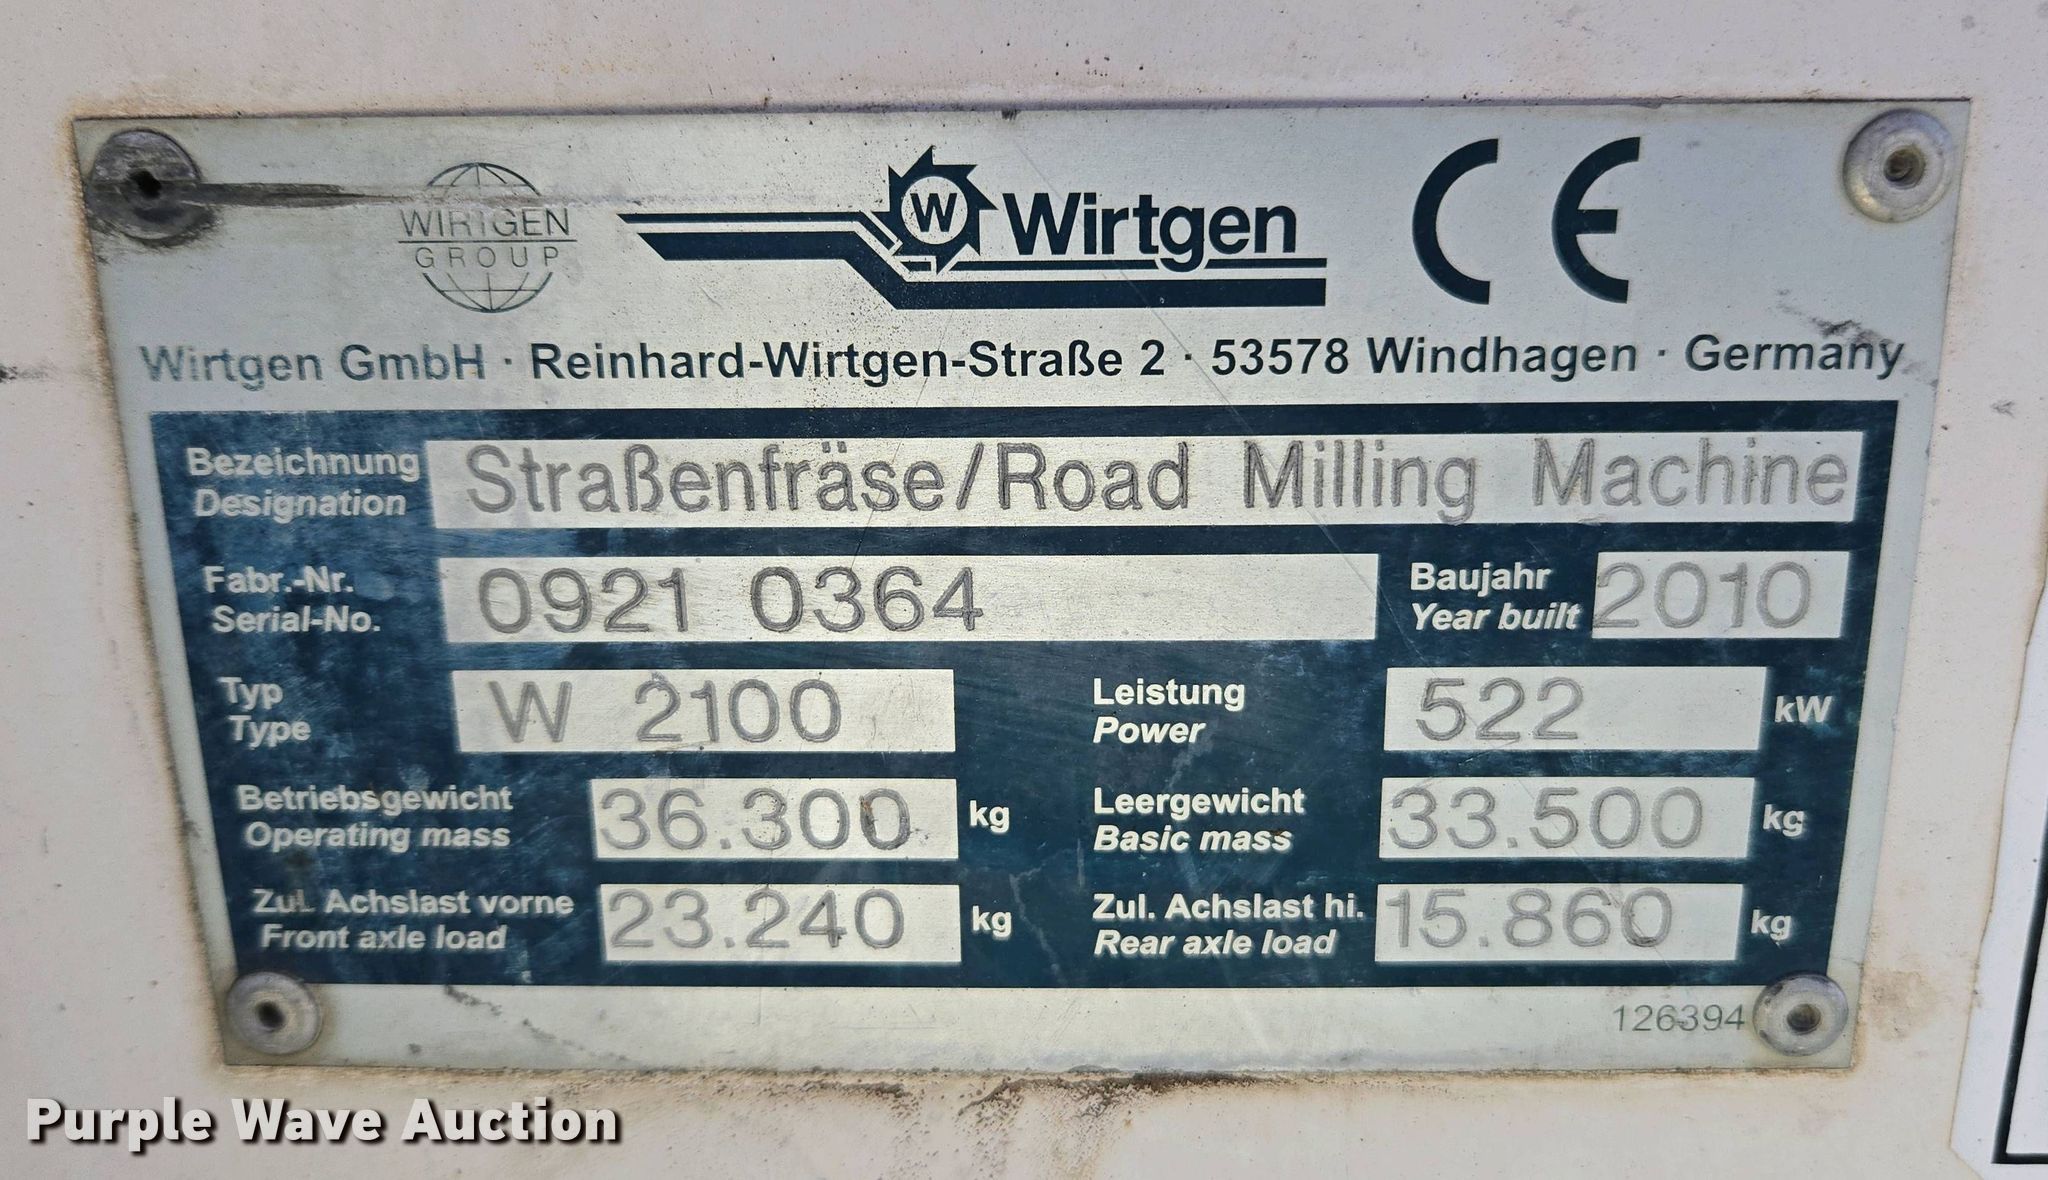 WIRTGEN
GROUP
W Wirtgen
CE
Wirtgen GmbH · Reinhard-Wirtgen-Straße 2 · 53578 Windhagen · Germany
Bezeichnung
Designation
Straßenfräse/Road Milling Machine
Fabr.-Nr.
Serial-No.
0921 0364
Baujahr
Year built
2010
Typ
Type
W 2100
Leistung
Power
522
kW
Betriebsgewicht
Operating mass
36.300
kg
Leergewicht
Basic mass
33.500
kg
Zul. Achslast vorne
Front axle load
23.240
kg
Zul. Achslast hi.
Rear axle load
15.860
kg
126394
Purple Wave Auction